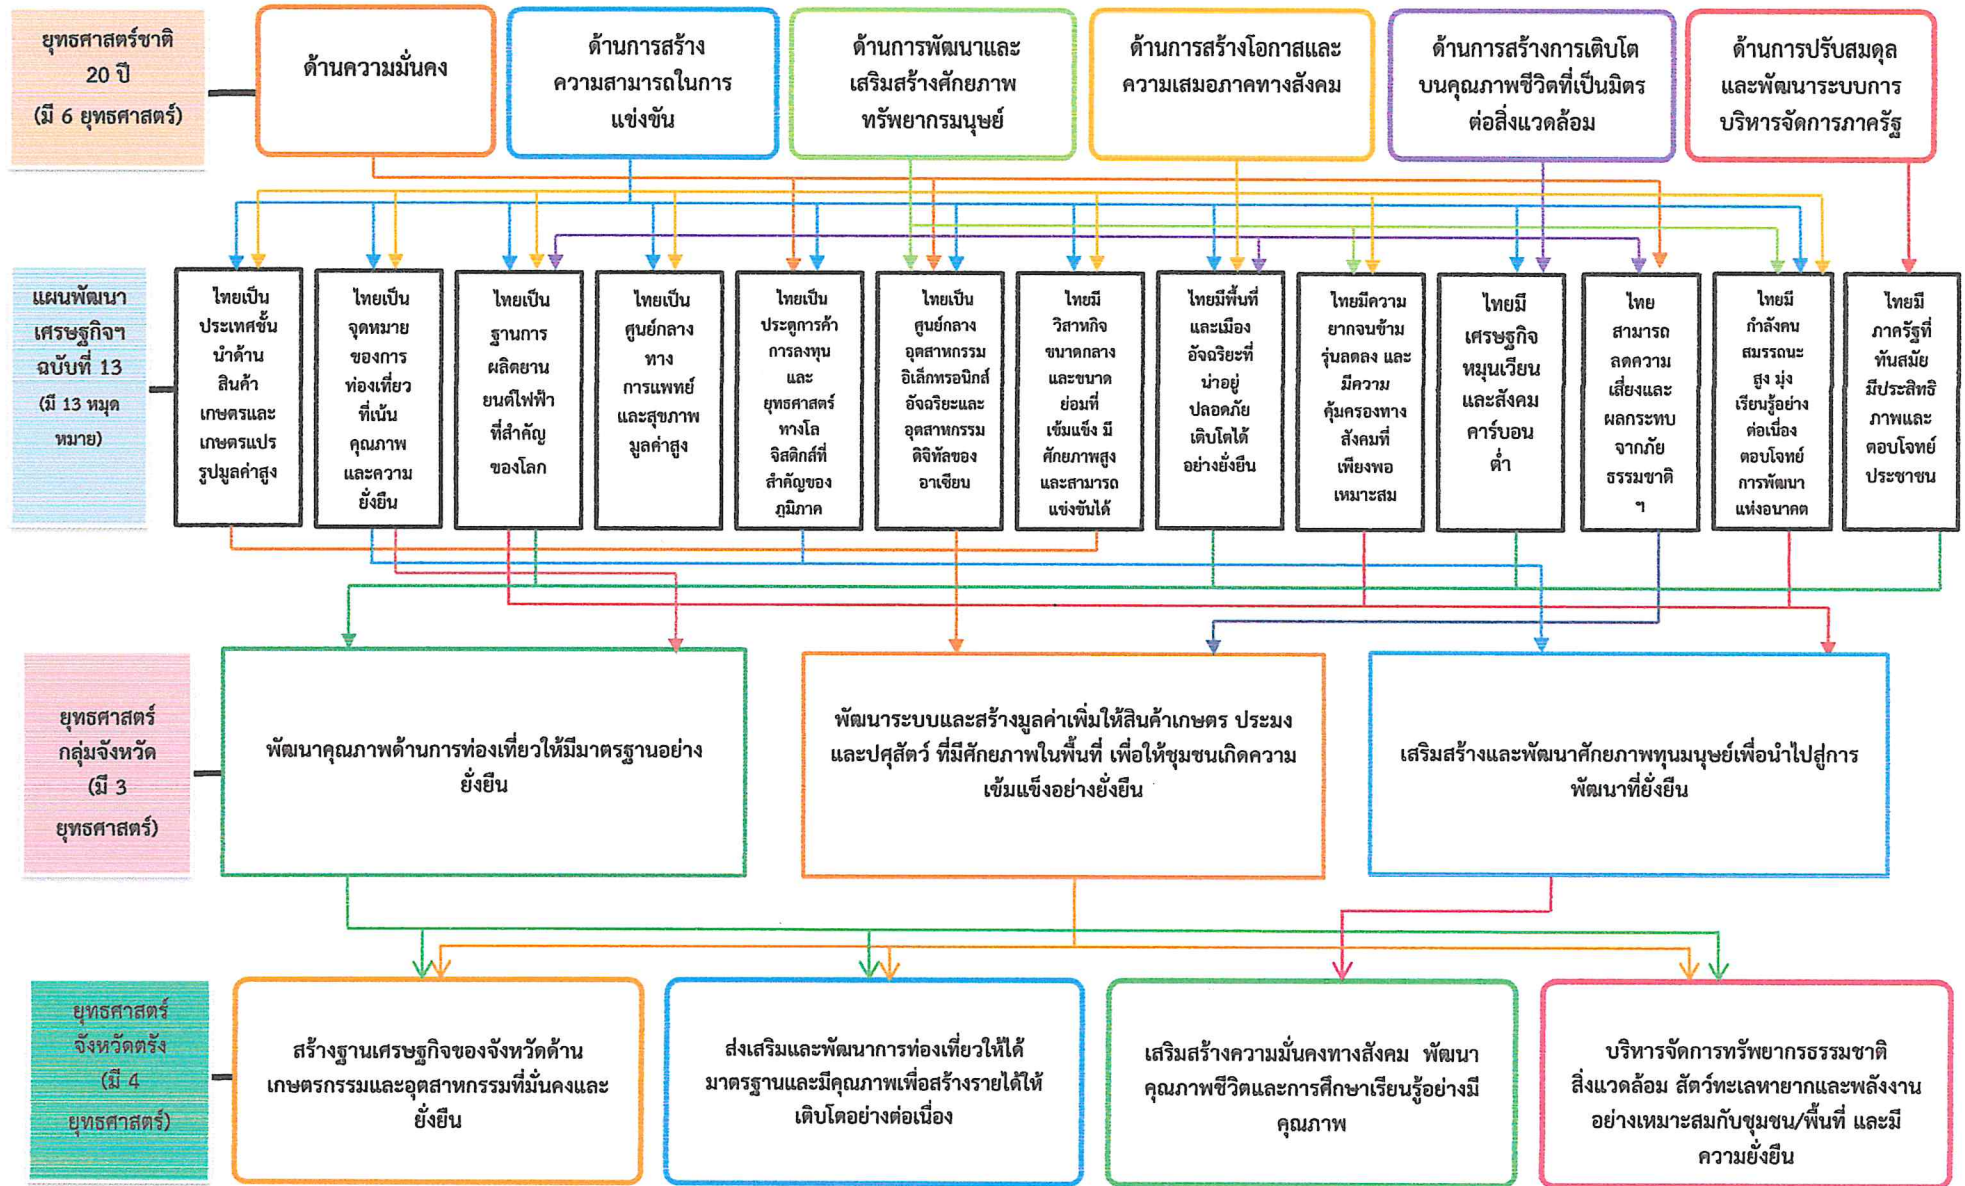 ยุทธศาสตร์ชาติ
20 ปี
(มี 6 ยุทธศาสตร์)
ด้านความมั่นคง
ด้านการสร้าง
ความสามารถในการ
แข่งขัน
ด้านการพัฒนาและ
เสริมสร้างศักยภาพ
ทรัพยากรมนุษย์
ด้านการสร้างโอกาสและ
ความเสมอภาคทางสังคม
ด้านการสร้างการเติบโต
บนคุณภาพชีวิตที่เป็นมิตร
ต่อสิ่งแวดล้อม
ด้านการปรับสมดุล
และพัฒนาระบบการ
บริหารจัดการภาครัฐ
แผนพัฒนา
เศรษฐกิจฯ
ฉบับที่ 13
(มี 13 หมุด
หมาย)
ไทยเป็น
ประเทศชั้น
นำด้าน
สินค้า
เกษตรและ
เกษตรแปร
รูปมูลค่าสูง
ไทยเป็น
จุดหมาย
ของการ
ท่องเที่ยว
ที่เน้น
คุณภาพ
และความ
ยั่งยืน
ไทยเป็น
ฐานการ
ผลิตยาน
ยนต์ไฟฟ้า
ที่สำคัญ
ของโลก
ไทยเป็น
ศูนย์กลาง
ทาง
การแพทย์
และสุขภาพ
มูลค่าสูง
ไทยเป็น
ประตูการค้า
การลงทุน
และ
ยุทธศาสตร์
ทางโล
จิสติกส์ที่
สำคัญของ
ภูมิภาค
ไทยเป็น
ศูนย์กลาง
อุตสาหกรรม
อิเล็กทรอนิกส์
อัจฉริยะและ
อุตสาหกรรม
ดิจิทัลของ
อาเซียน
ไทยมี
วิสาหกิจ
ขนาดกลาง
และขนาด
ย่อมที่
เข้มแข็ง มี
ศักยภาพสูง
และสามารถ
แข่งขันได้
ไทยมีพื้นที่
และเมือง
อัจฉริยะที่
น่าอยู่
ปลอดภัย
เติบโตได้
อย่างยั่งยืน
ไทยมีความ
ยากจนข้าม
รุ่นลดลง และ
มีความ
คุ้มครองทาง
สังคมที่
เพียงพอ
เหมาะสม
ไทยมี
เศรษฐกิจ
หมุนเวียน
และสังคม
คาร์บอน
ต่ำ
ไทย
สามารถ
ลดความ
เสี่ยงและ
ผลกระทบ
จากภัย
ธรรมชาติ
ฯ
ไทยมี
กำลังคน
สมรรถนะ
สูง มุ่ง
เรียนรู้อย่าง
ต่อเนื่อง
ตอบโจทย์
การพัฒนา
แห่งอนาคต
ไทยมี
ภาครัฐที่
ทันสมัย
มีประสิทธิ
ภาพและ
ตอบโจทย์
ประชาชน
ยุทธศาสตร์
กลุ่มจังหวัด
(มี 3
ยุทธศาสตร์)
พัฒนาคุณภาพด้านการท่องเที่ยวให้มีมาตรฐานอย่าง
ยั่งยืน
พัฒนาระบบและสร้างมูลค่าเพิ่มให้สินค้าเกษตร ประมง
และปศุสัตว์ ที่มีศักยภาพในพื้นที่ เพื่อให้ชุมชนเกิดความ
เข้มแข็งอย่างยั่งยืน
เสริมสร้างและพัฒนาศักยภาพทุนมนุษย์เพื่อนำไปสู่การ
พัฒนาที่ยั่งยืน
ยุทธศาสตร์
จังหวัดตรัง
(มี 4
ยุทธศาสตร์)
สร้างฐานเศรษฐกิจของจังหวัดด้าน
เกษตรกรรมและอุตสาหกรรมที่มั่นคงและ
ยั่งยืน
ส่งเสริมและพัฒนาการท่องเที่ยวให้ได้
มาตรฐานและมีคุณภาพเพื่อสร้างรายได้ให้
เติบโตอย่างต่อเนื่อง
เสริมสร้างความมั่นคงทางสังคม พัฒนา
คุณภาพชีวิตและการศึกษาเรียนรู้อย่างมี
คุณภาพ
บริหารจัดการทรัพยากรธรรมชาติ
สิ่งแวดล้อม สัตว์ทะเลหายากและพลังงาน
อย่างเหมาะสมกับชุมชน/พื้นที่ และมี
ความยั่งยืน